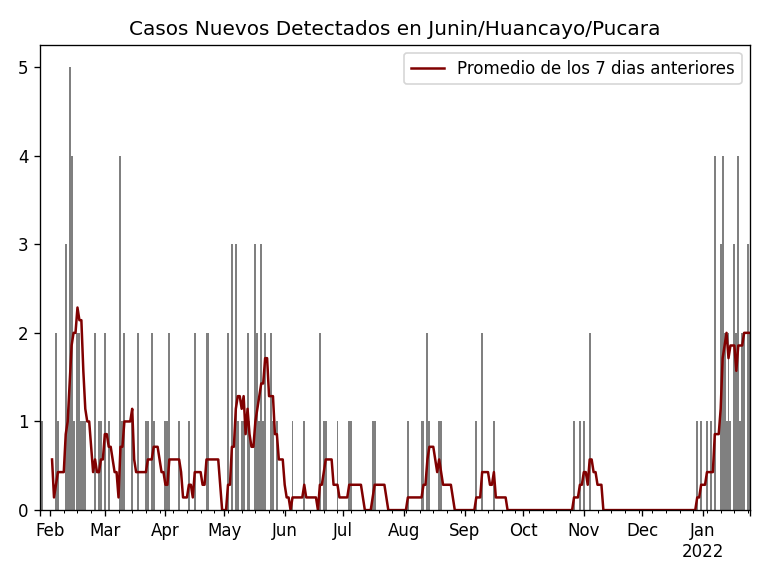 Casos Nuevos Detectados en Junin/Huancayo/Pucara
Promedio de los 7 dias anteriores
5
4
3
2
1
0
Feb Mar Apr May Jun Jul Aug Sep Oct Nov Dec Jan
2022